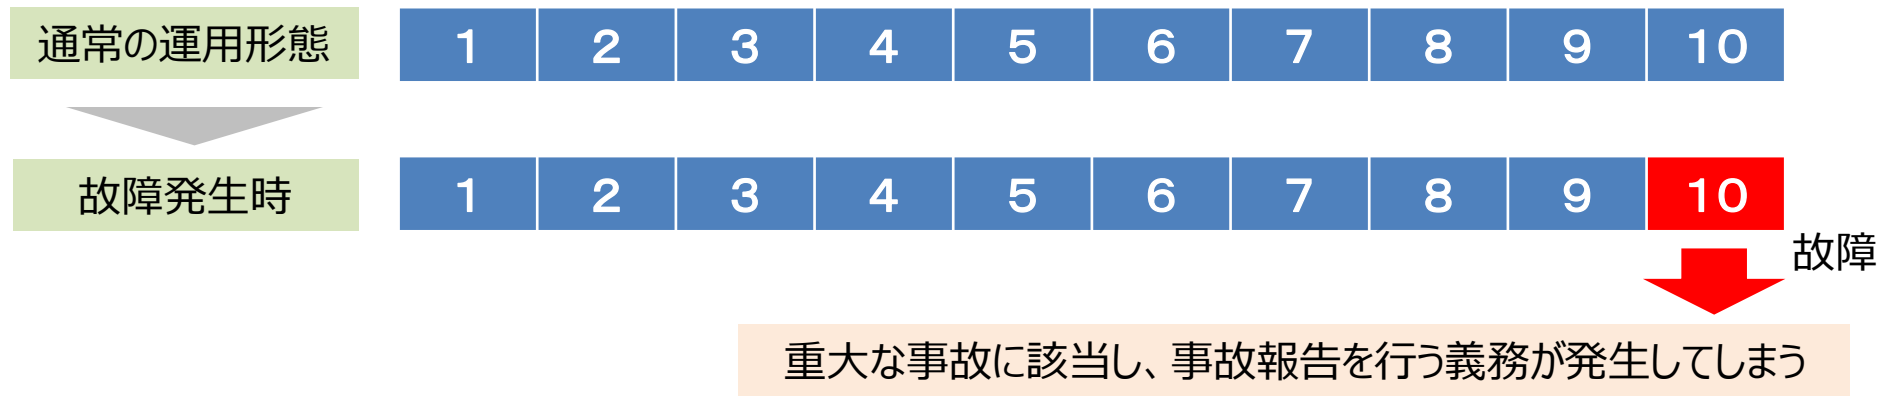 通常の運用形態 1 2 3 4 5 6 7 8 9 10
故障発生時 1 2 3 4 5 6 7 8 9 10
故障
重大な事故に該当し、事故報告を行う義務が発生してしまう